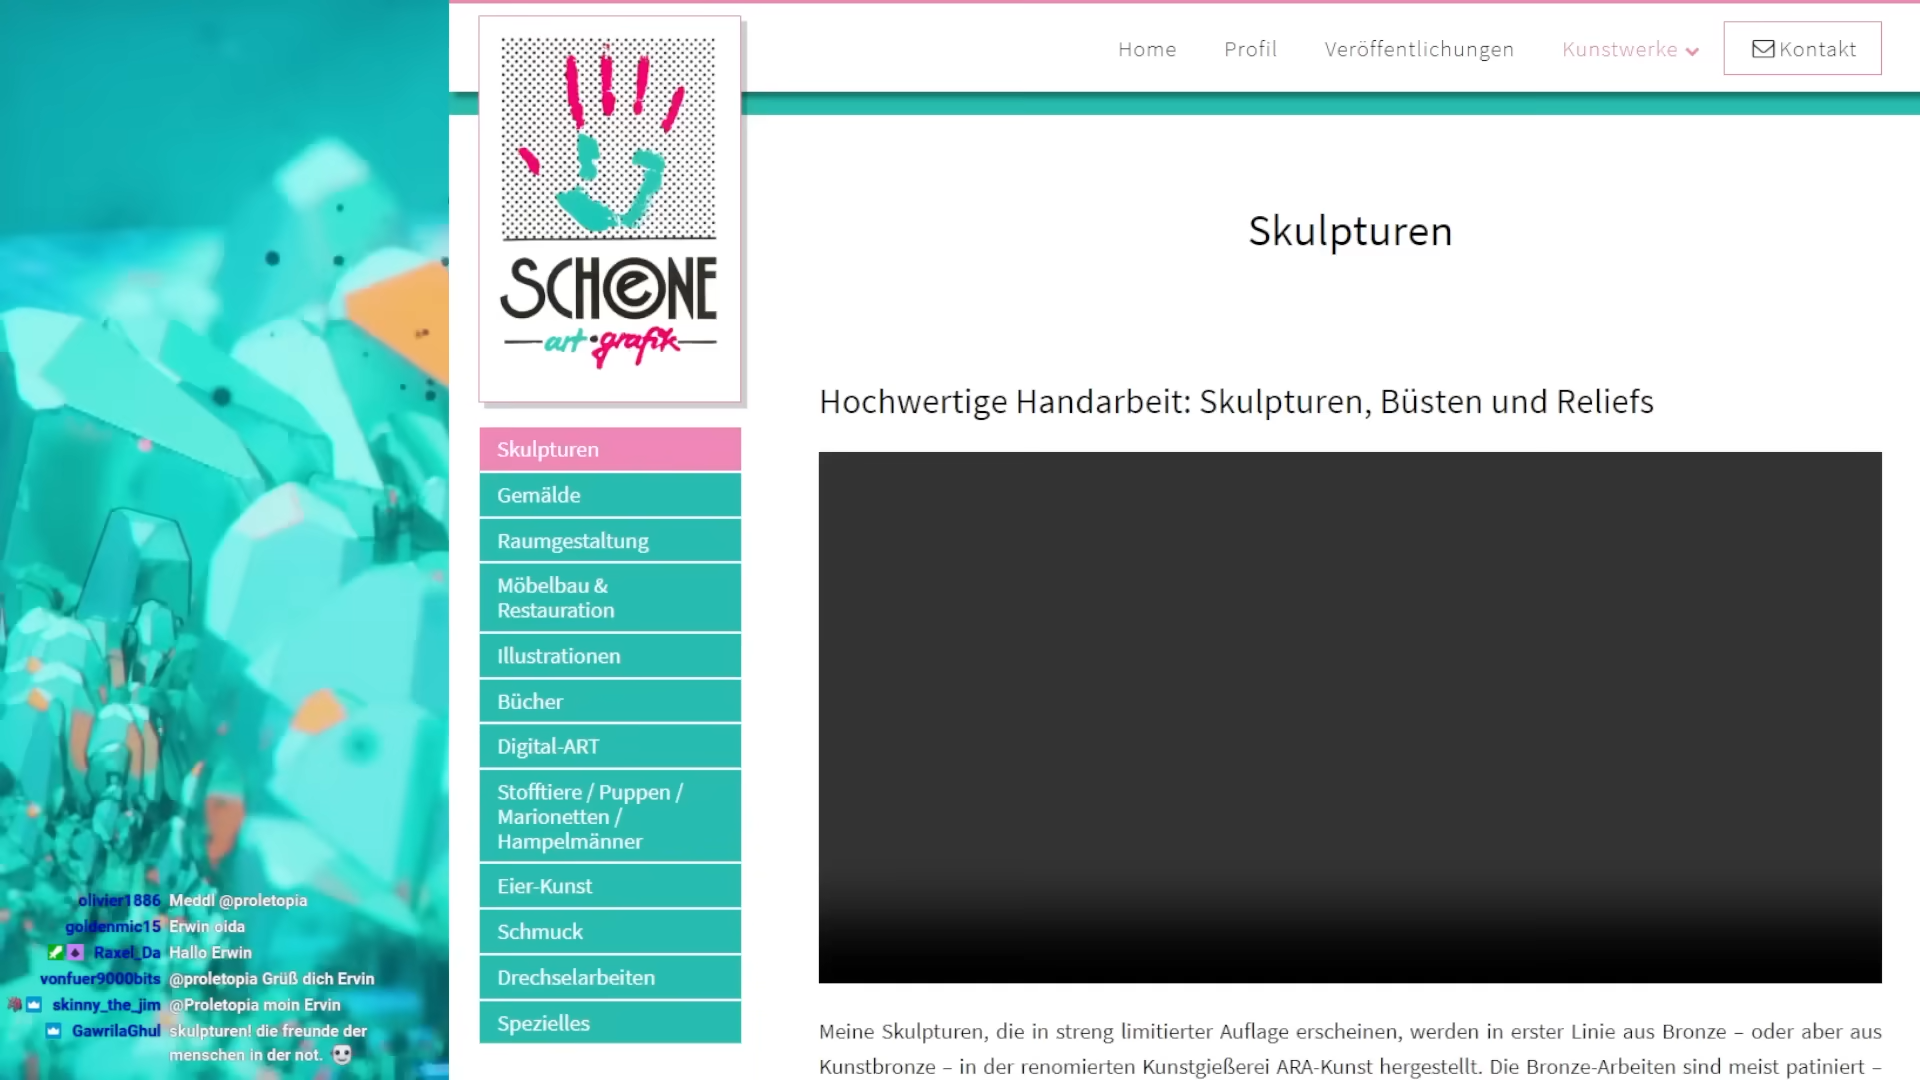 Home
Profil
Veröffentlichungen
Kunstwerke
Kontakt
SCHeNE
art·grafik
Skulpturen
Hochwertige Handarbeit: Skulpturen, Büsten und Reliefs
Skulpturen
Gemälde
Raumgestaltung
Möbelbau &
Restauration
Illustrationen
Bücher
Digital-ART
Stofftiere / Puppen /
Marionetten /
Hampelmänner
Eier-Kunst
Schmuck
Drechselarbeiten
Spezielles
Meine Skulpturen, die in streng limitierter Auflage erscheinen, werden in erster Linie aus Bronze – oder aber aus
Kunstbronze – in der renomierten Kunstgießerei ARA-Kunst hergestellt. Die Bronze-Arbeiten sind meist patiniert –
olivier1886 Meddl @proletopia
goldenmic15 Erwin oida
Raxel_Da Hallo Erwin
vonfuer9000bits @proletopia Grüß dich Ervin
skinny_the_jim @Proletopia moin Ervin
GawrilaGhul skulpturen! die freunde der
menschen in der not.